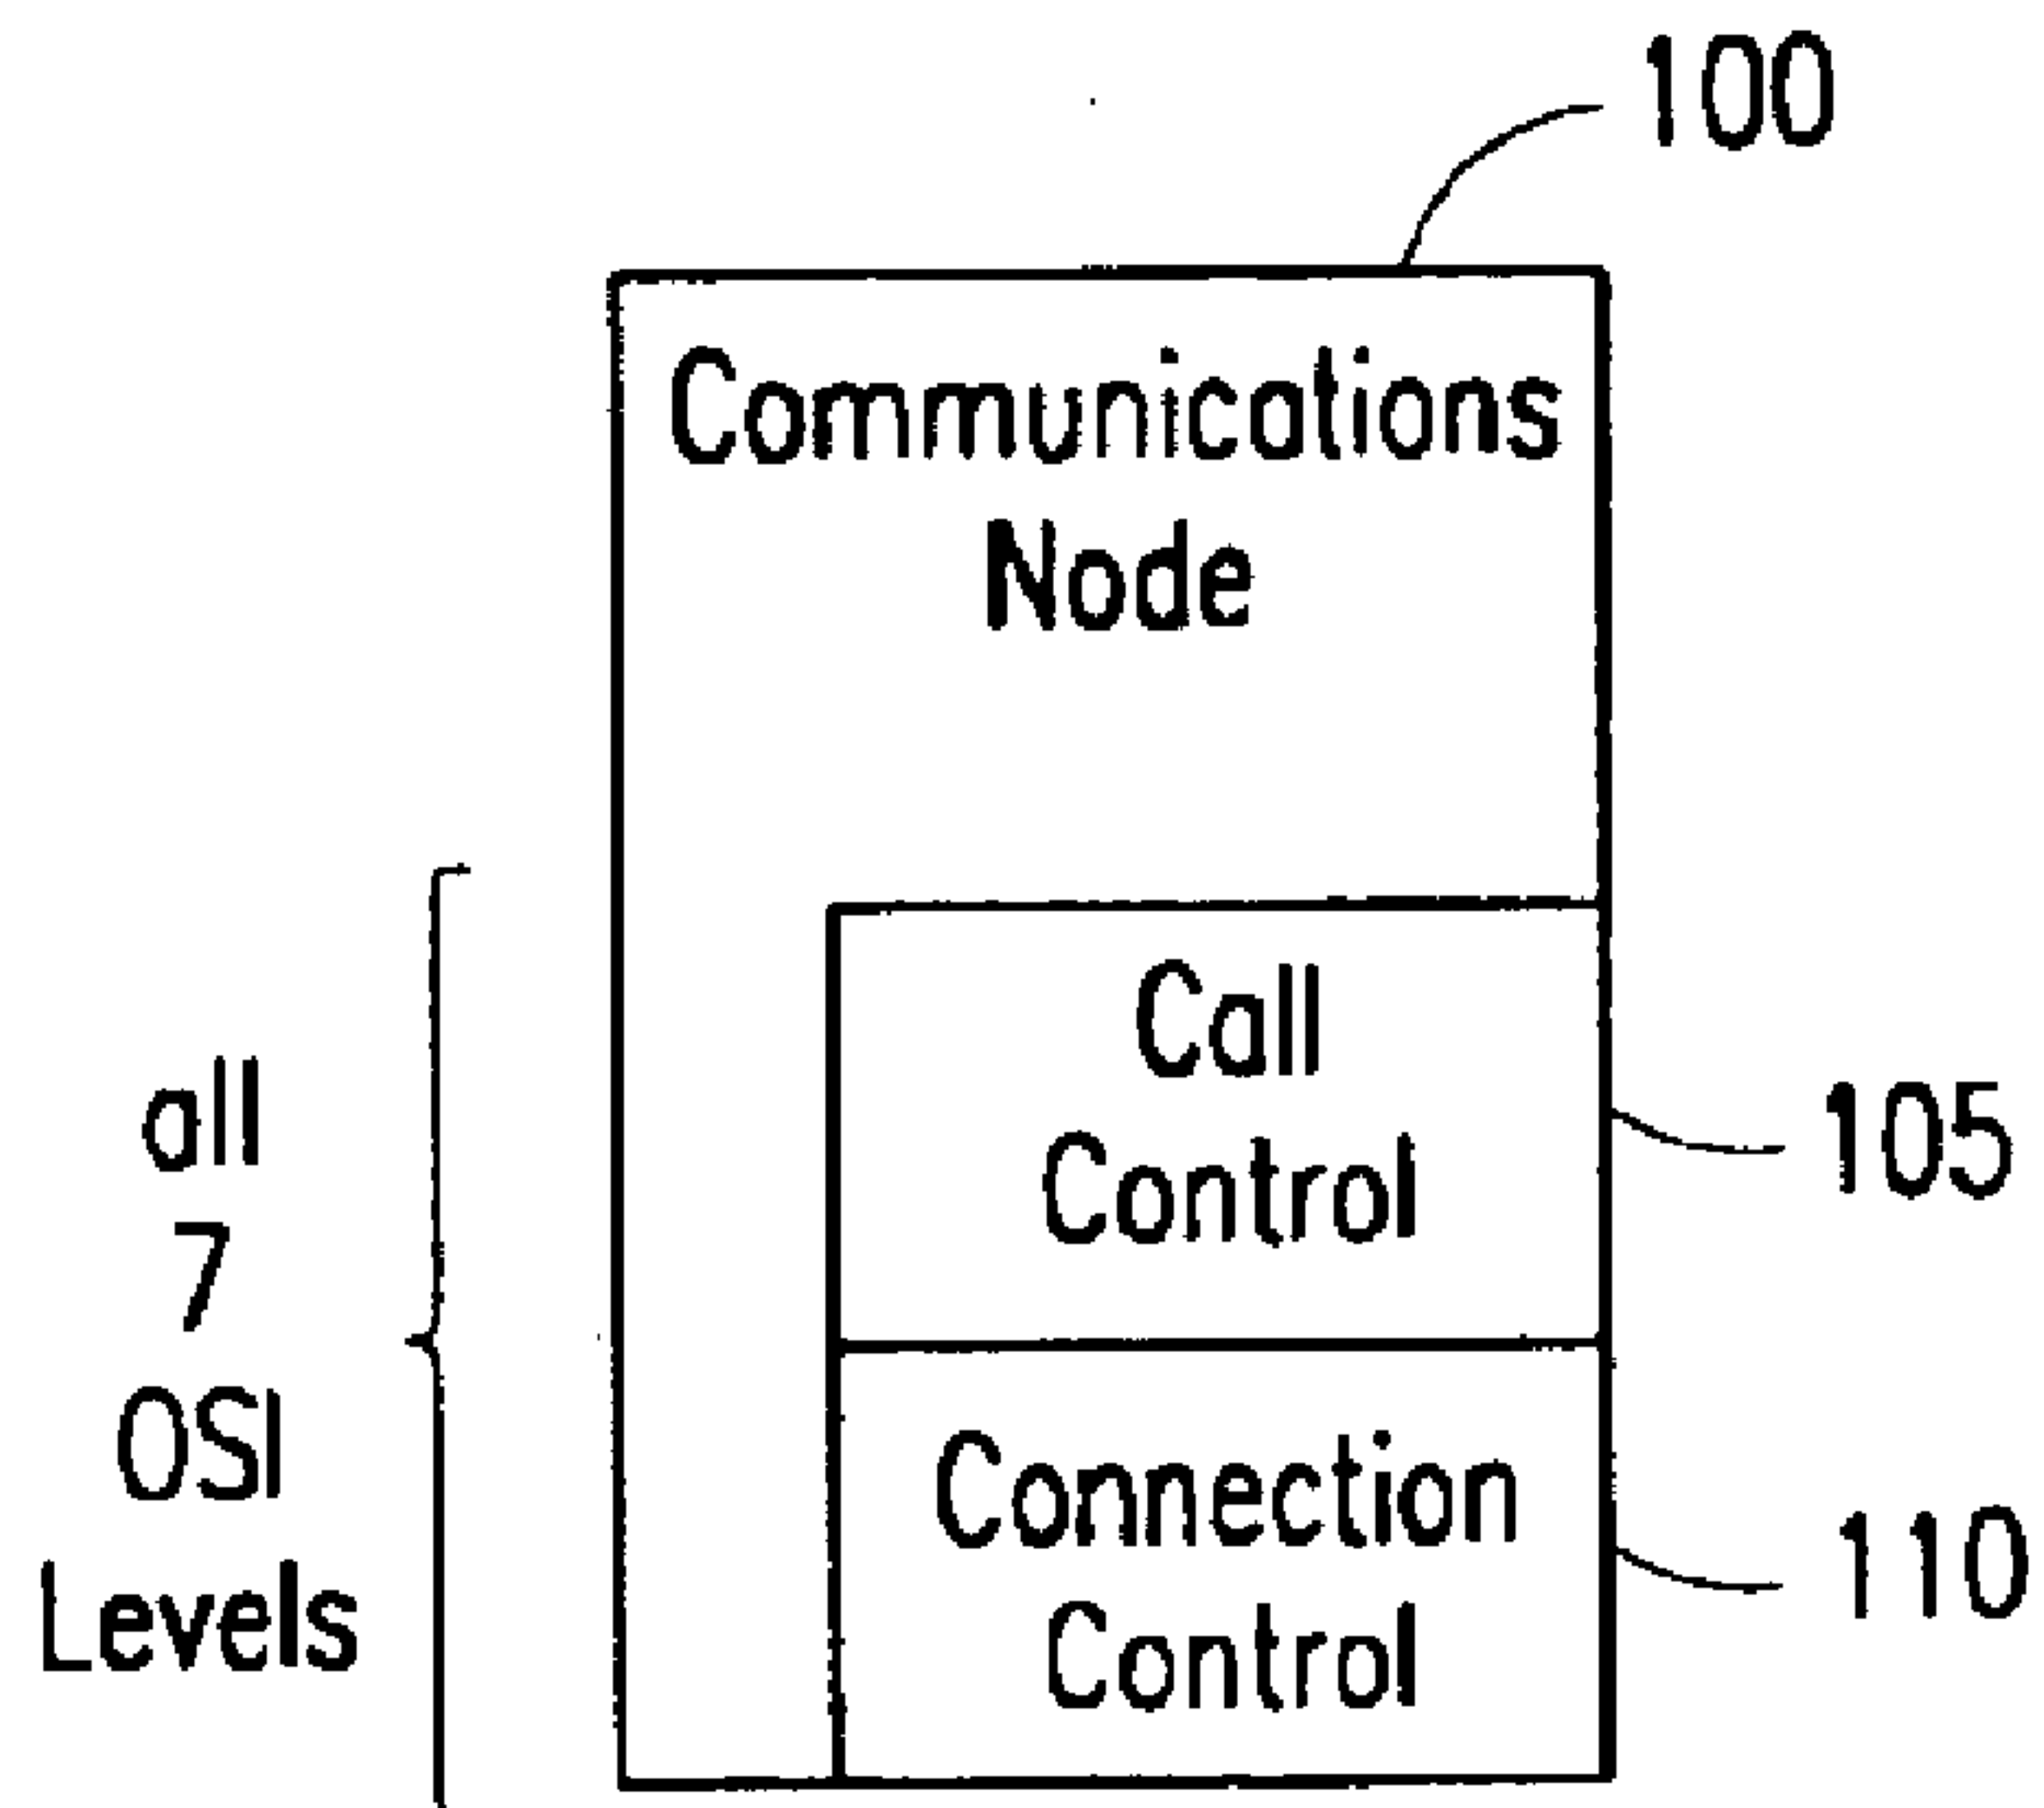 100
Communications
Node
Call
Control
105
all
7
OSI
Levels
Connection
Control
110